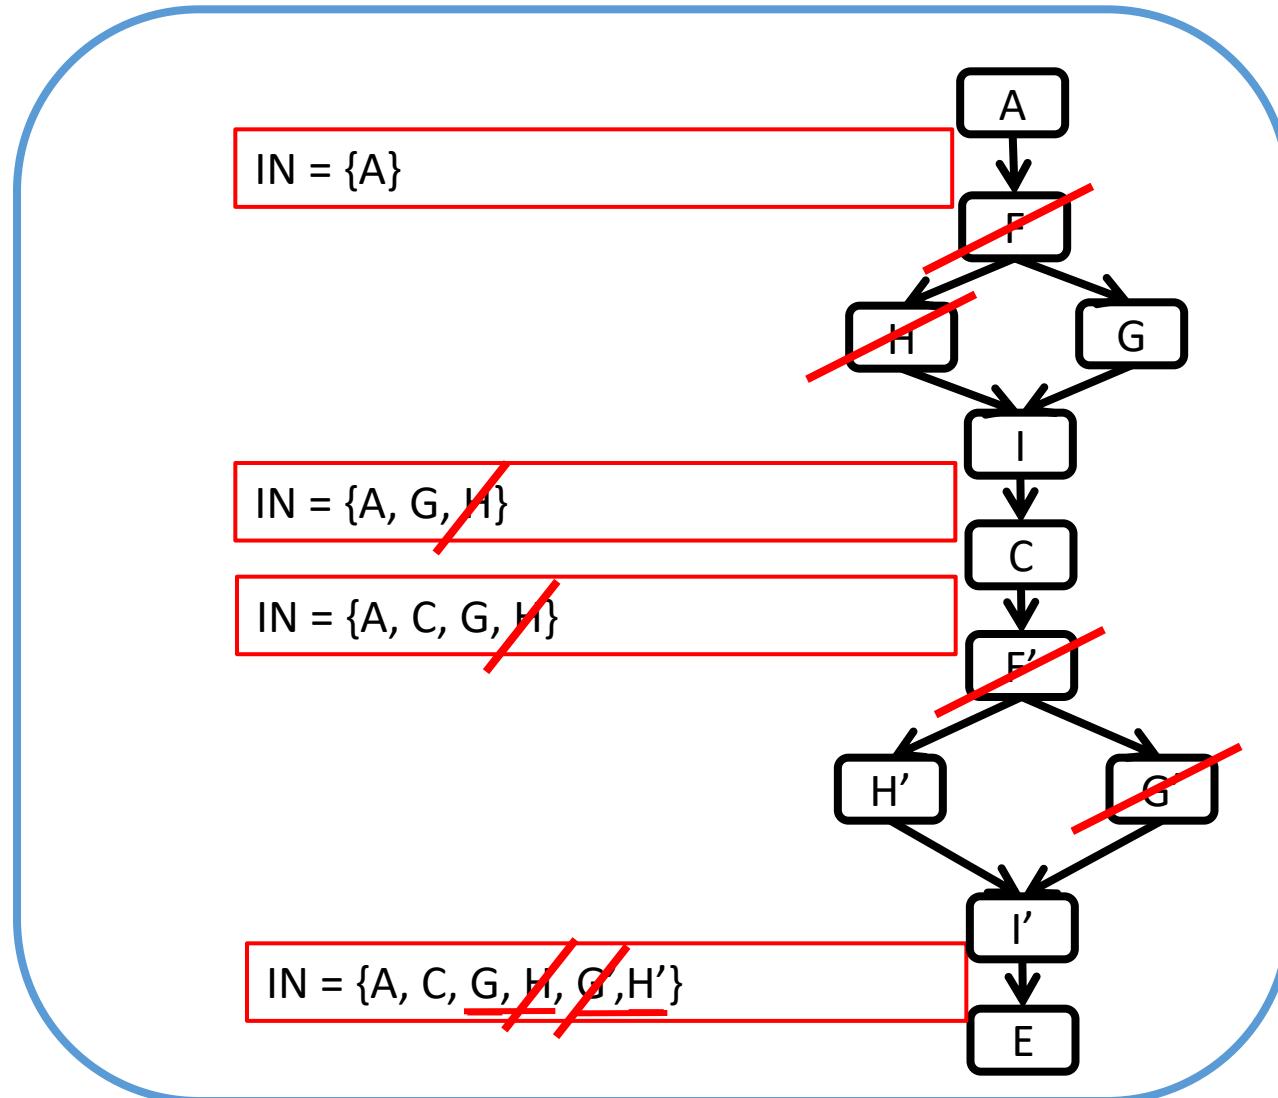 A
IN = {A}
F
H
G
I
IN = {A, G, H}
C
IN = {A, C, G, H}
F’
H’
G’
I’
IN = {A, C, G, H, G’,H’}
E